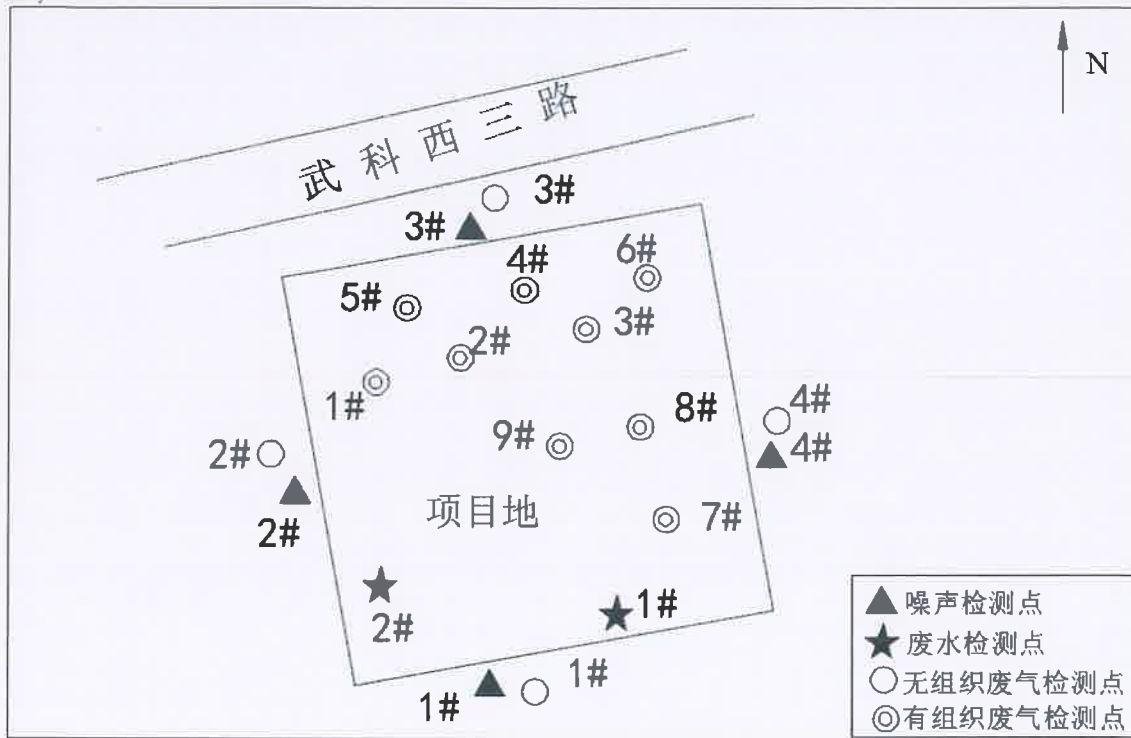 N
武科西三路
3#
3#
4#
6#
5#
3#
2#
1#
4#
8#
9#
2#
4#
项目地
7#
2#
1#
2#
1#
1#
噪声检测点
废水检测点
无组织废气检测点
有组织废气检测点